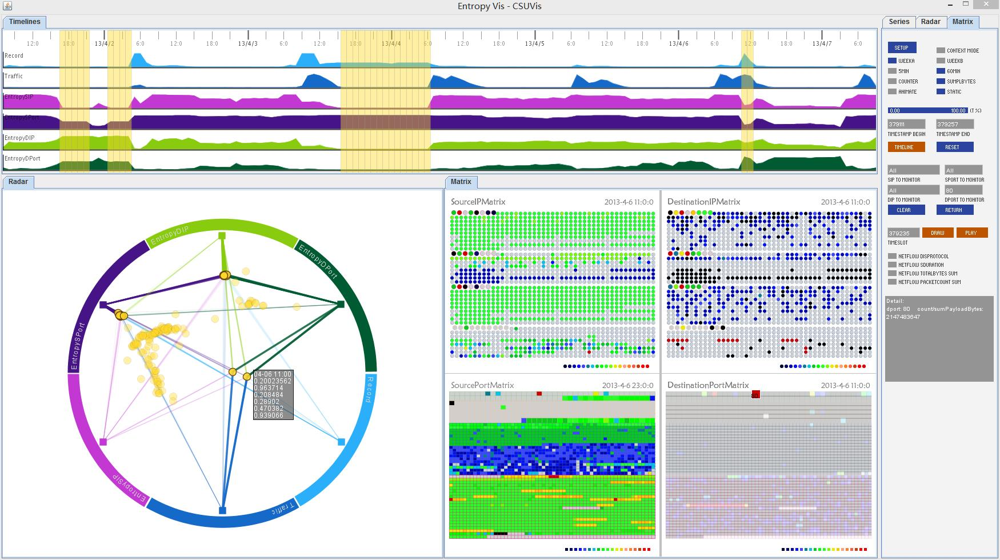 Entropy Vis - CSUVis
Timelines
12:0 18:0 13/4/2 6:0 12:0 18:0 13/4/3 6:0 12:0 18:0 13/4/4 6:0 12:0 18:0 13/4/5 6:0 12:0 18:0 13/4/6 6:0 12:0 18:0 13/4/7 6:0
Record
Traffic
EntropySIP
EntropySPort
EntropyDIP
EntropyDPort
Radar
EntropyDIP
EntropyDPort
EntropySPort
Record
EntropySIP
Traffic
04-06 11:00
0.20023562
0.963714
0.208484
0.28902
0.470382
0.939066
Matrix
SourceIPMatrix 2013-4-6 11:0:0
DestinationIPMatrix 2013-4-6 11:0:0
SourcePortMatrix 2013-4-6 23:0:0
DestinationPortMatrix 2013-4-6 11:0:0
80
Series Radar Matrix
SETUP CONTEXT MODE
WEEKA WEEKB
5MIN 60MIN
COUNTER SUMPLBYTES
ANIMATE STATIC
0.00 100.00 (T%)
379111 379257
TIMESTAMP BEGIN TIMESTAMP END
TIMELINE RESET
All All
SIP TO MONITOR SPORT TO MONITOR
All 80
DIP TO MONITOR DPORT TO MONITOR
CLEAR RETURN
379235 DRAW PLAY
TIMESLOT
NETFLOW DISPROTOCOL
NETFLOW SDURATION
NETFLOW TOTALBYTES SUM
NETFLOW PACKETCOUNT SUM
Detail:
dport: 80 count/sumPayloadBytes:
2147483647